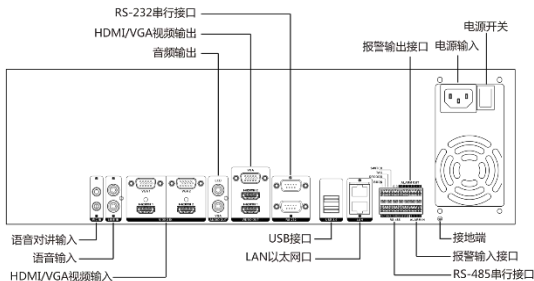 RS-232串行接口
HDMI/VGA视频输出
音频输出
电源开关
报警输出接口
电源输入
语音对讲输入
语音输入
HDMI/VGA视频输入
USB接口
LAN以太网口
接地端
报警输入接口
RS-485串行接口